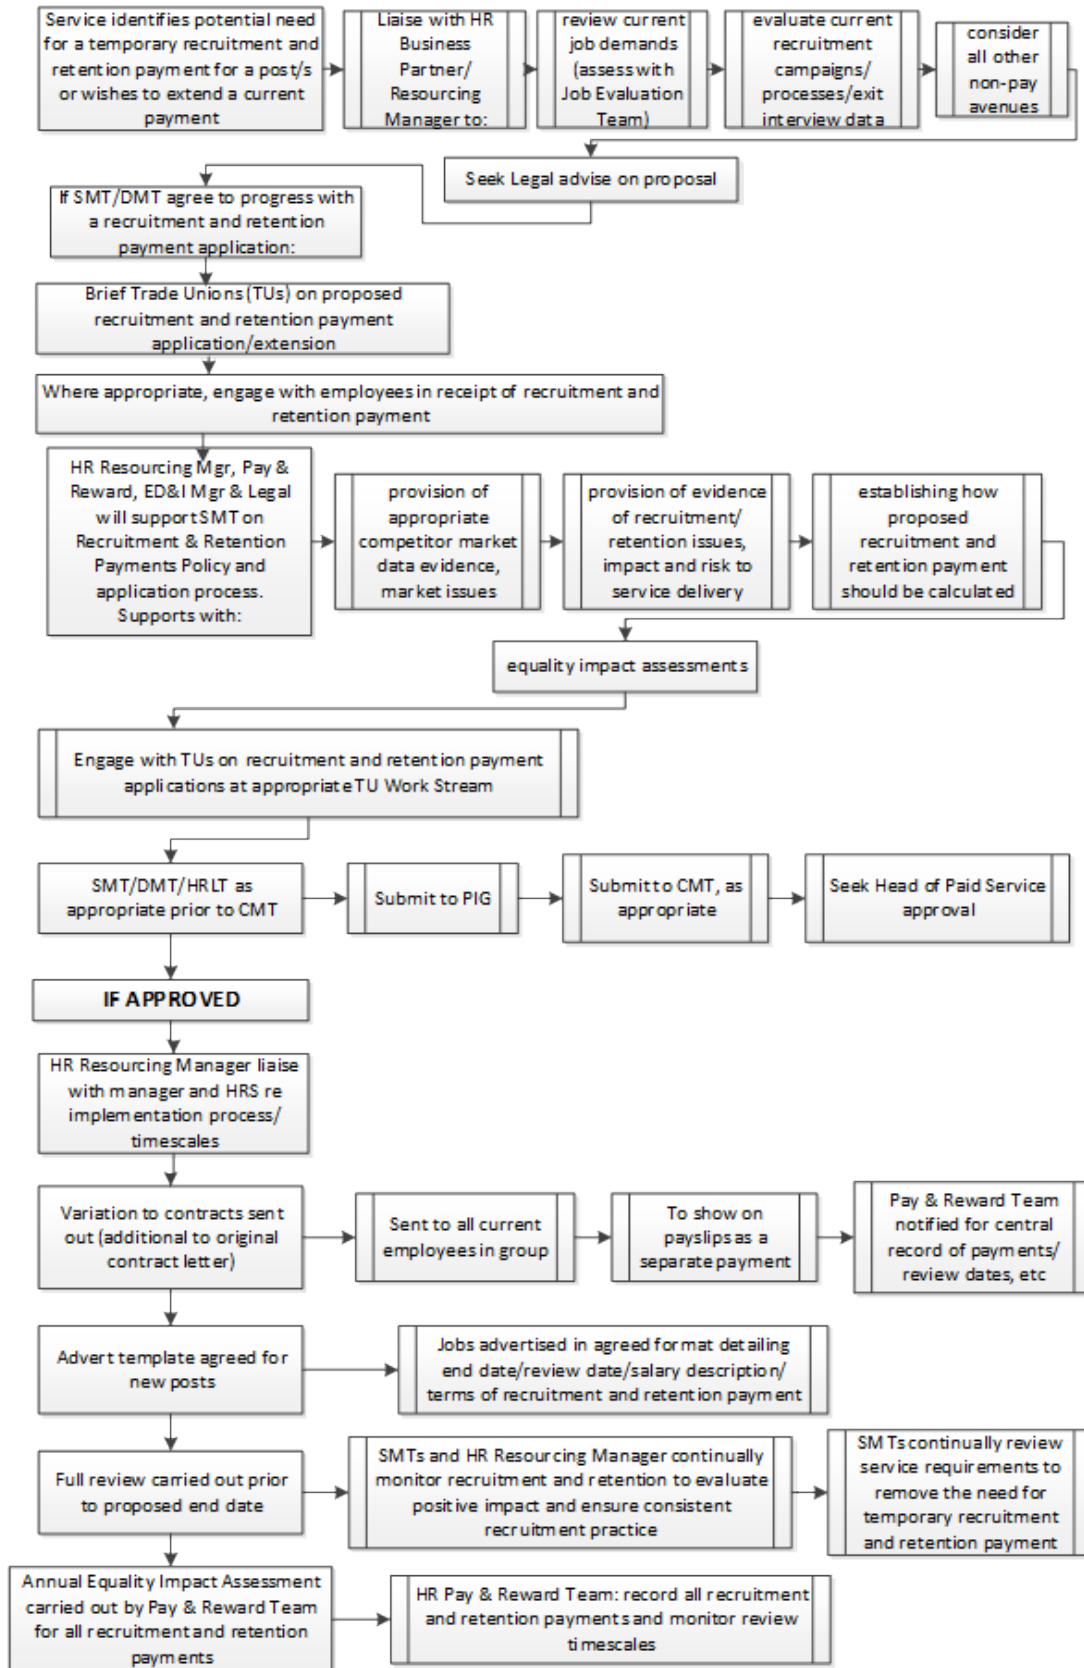 Service identifies potential need
for a temporary recruitment and
retention payment for a post/s
or wishes to extend a current
payment
Liaise with HR
Business
Partner/
Resourcing
Manager to:
review current
job demands
(assess with
Job Evaluation
Team)
evaluate current
recruitment
campaigns/
processes/exit
interview data
consider
all other
non-pay
avenues
Seek Legal advise on proposal
If SMT/DMT agree to progress with
a recruitment and retention
payment application:
Brief Trade Unions (TUs) on proposed
recruitment and retention payment
application/extension
Where appropriate, engage with employees in receipt of recruitment and
retention payment
HR Resourcing Mgr, Pay &
Reward, ED&I Mgr & Legal
will support SMT on
Recruitment & Retention
Payments Policy and
application process.
Supports with:
provision of
appropriate
competitor market
data evidence,
market issues
provision of evidence
of recruitment/
retention issues,
impact and risk to
service delivery
establishing how
proposed
recruitment and
retention payment
should be calculated
equality impact assessments
Engage with TUs on recruitment and retention payment
applications at appropriate TU Work Stream
SMT/DMT/HRLT as
appropriate prior to CMT
Submit to PIG
Submit to CMT, as
appropriate
Seek Head of Paid Service
approval
IF APPROVED
HR Resourcing Manager liaise
with manager and HRS re
implementation process/
timescales
Variation to contracts sent
out (additional to original
contract letter)
Sent to all current
employees in group
To show on
payslips as a
separate payment
Pay & Reward Team
notified for central
record of payments/
review dates, etc
Advert template agreed for
new posts
Jobs advertised in agreed format detailing
end date/review date/salary description/
terms of recruitment and retention payment
Full review carried out prior
to proposed end date
SMTs and HR Resourcing Manager continually
monitor recruitment and retention to evaluate
positive impact and ensure consistent
recruitment practice
SMTs continually review
service requirements to
remove the need for
temporary recruitment
and retention payment
Annual Equality Impact Assessment
carried out by Pay & Reward Team
for all recruitment and retention
payments
HR Pay & Reward Team: record all recruitment
and retention payments and monitor review
timescales